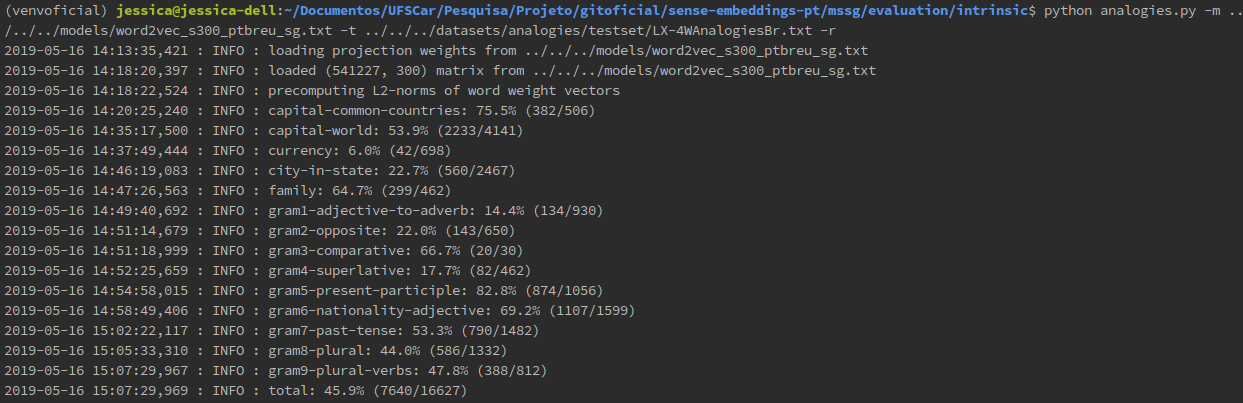 (venvoficial) jessica@jessica-dell:~/Documentos/UFSCar/Pesquisa/Projeto/gitoficial/sense-embeddings-pt/mssg/evaluation/intrinsic$ python analogies.py -m ..
/../../models/word2vec_s300_ptbreu_sg.txt -t ../../../datasets/analogies/testset/LX-4WAnalogiesBr.txt -r
2019-05-16 14:13:35,421 : INFO : loading projection weights from ../../../models/word2vec_s300_ptbreu_sg.txt
2019-05-16 14:18:20,397 : INFO : loaded (541227, 300) matrix from ../../../models/word2vec_s300_ptbreu_sg.txt
2019-05-16 14:18:22,524 : INFO : precomputing L2-norms of word weight vectors
2019-05-16 14:20:25,240 : INFO : capital-common-countries: 75.5% (382/506)
2019-05-16 14:35:17,500 : INFO : capital-world: 53.9% (2233/4141)
2019-05-16 14:37:49,444 : INFO : currency: 6.0% (42/698)
2019-05-16 14:46:19,083 : INFO : city-in-state: 22.7% (560/2467)
2019-05-16 14:47:26,563 : INFO : family: 64.7% (299/462)
2019-05-16 14:49:40,692 : INFO : gram1-adjective-to-adverb: 14.4% (134/930)
2019-05-16 14:51:14,679 : INFO : gram2-opposite: 22.0% (143/650)
2019-05-16 14:51:18,999 : INFO : gram3-comparative: 66.7% (20/30)
2019-05-16 14:52:25,659 : INFO : gram4-superlative: 17.7% (82/462)
2019-05-16 14:54:58,015 : INFO : gram5-present-participle: 82.8% (874/1056)
2019-05-16 14:58:49,406 : INFO : gram6-nationality-adjective: 69.2% (1107/1599)
2019-05-16 15:02:22,117 : INFO : gram7-past-tense: 53.3% (790/1482)
2019-05-16 15:05:33,310 : INFO : gram8-plural: 44.0% (586/1332)
2019-05-16 15:07:29,967 : INFO : gram9-plural-verbs: 47.8% (388/812)
2019-05-16 15:07:29,969 : INFO : total: 45.9% (7640/16627)